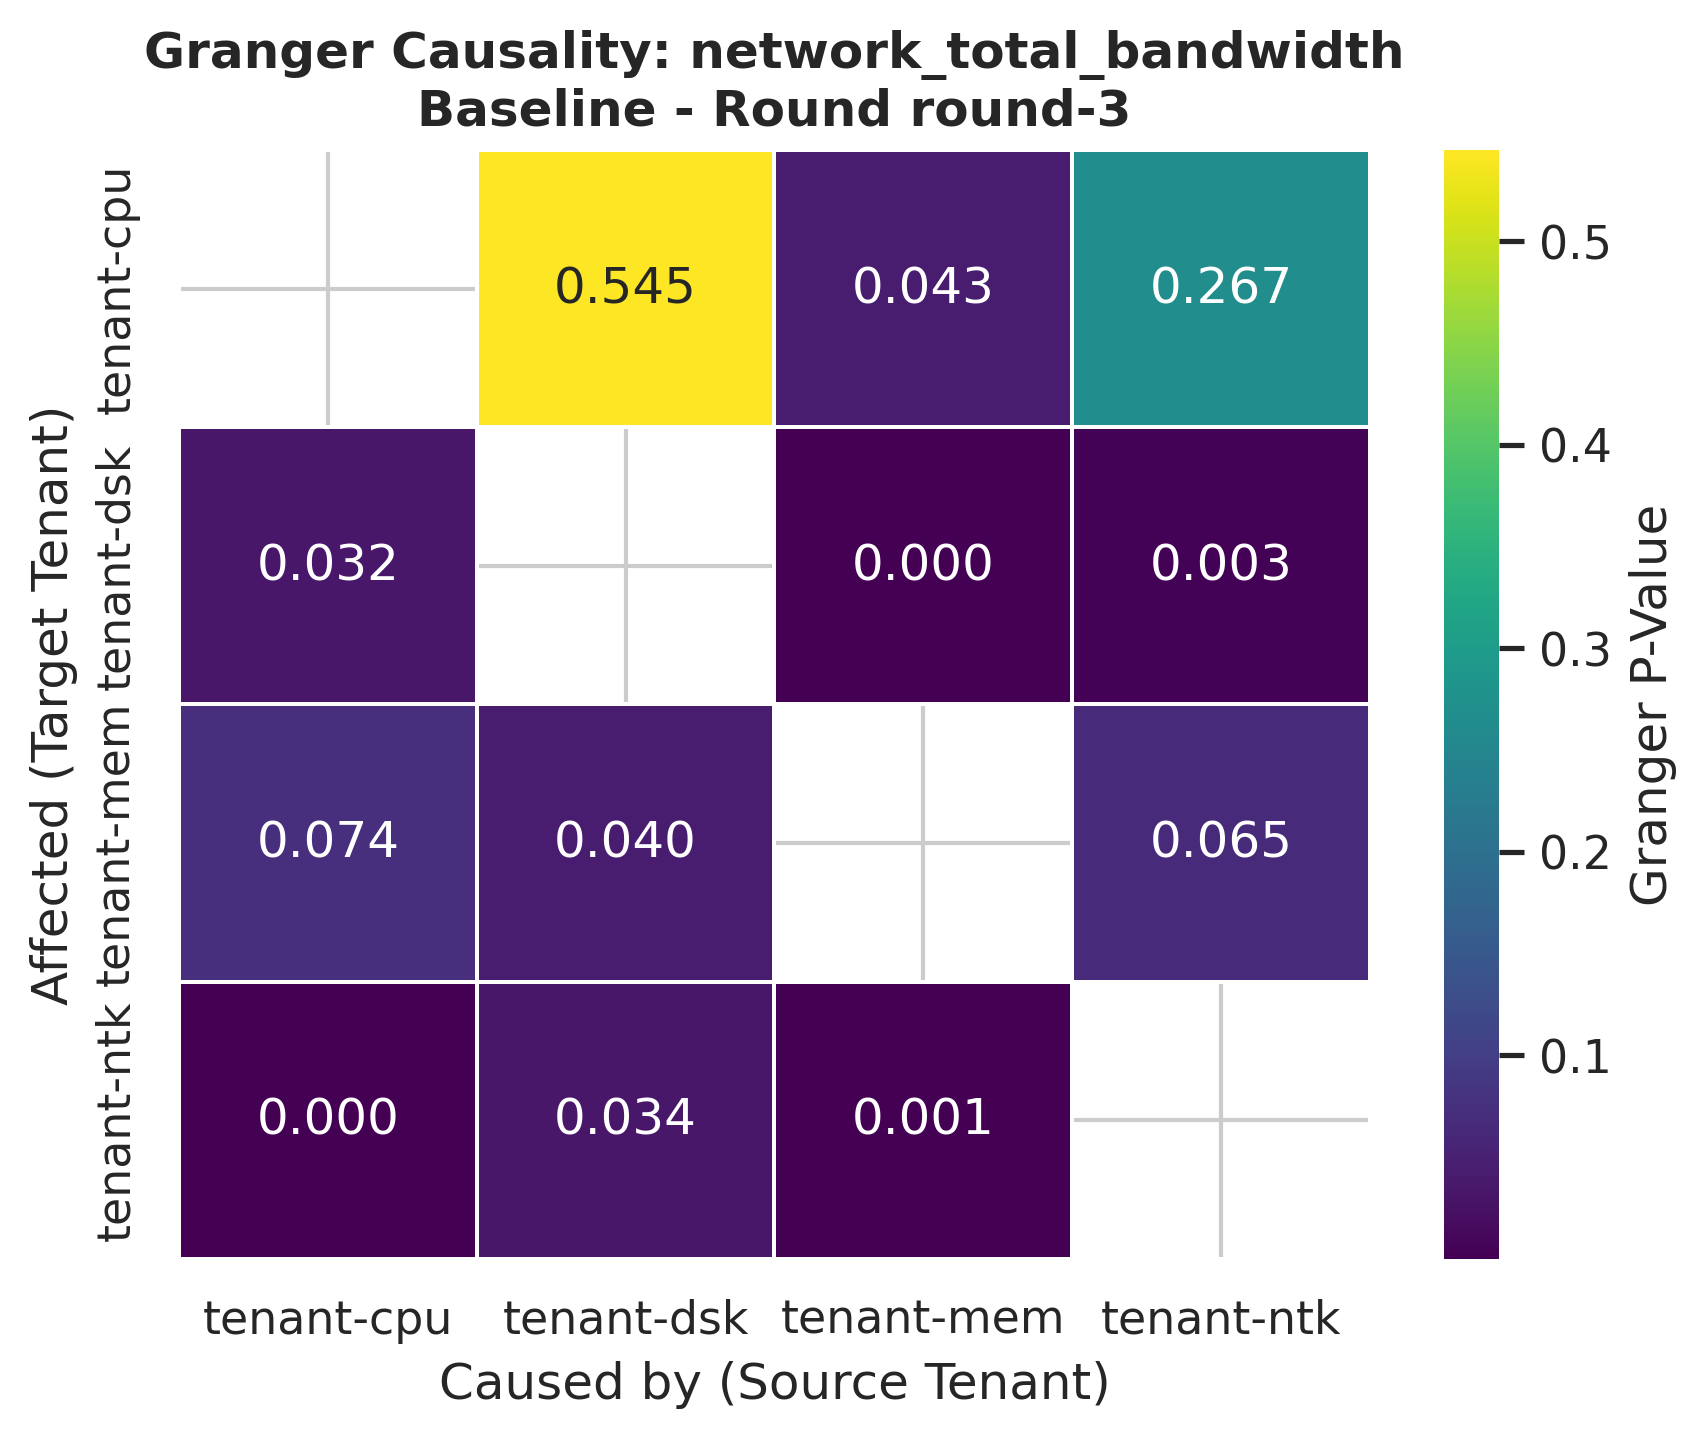 Granger Causality: network_total_bandwidth
Baseline - Round round-3
Affected (Target Tenant)
tenant-cpu
0.545
0.043
0.267
tenant-dsk
0.032
0.000
0.003
tenant-mem
0.074
0.040
0.065
tenant-ntk
0.000
0.034
0.001
tenant-cpu
tenant-dsk
tenant-mem
tenant-ntk
Caused by (Source Tenant)
0.5
0.4
0.3
0.2
0.1
Granger P-Value